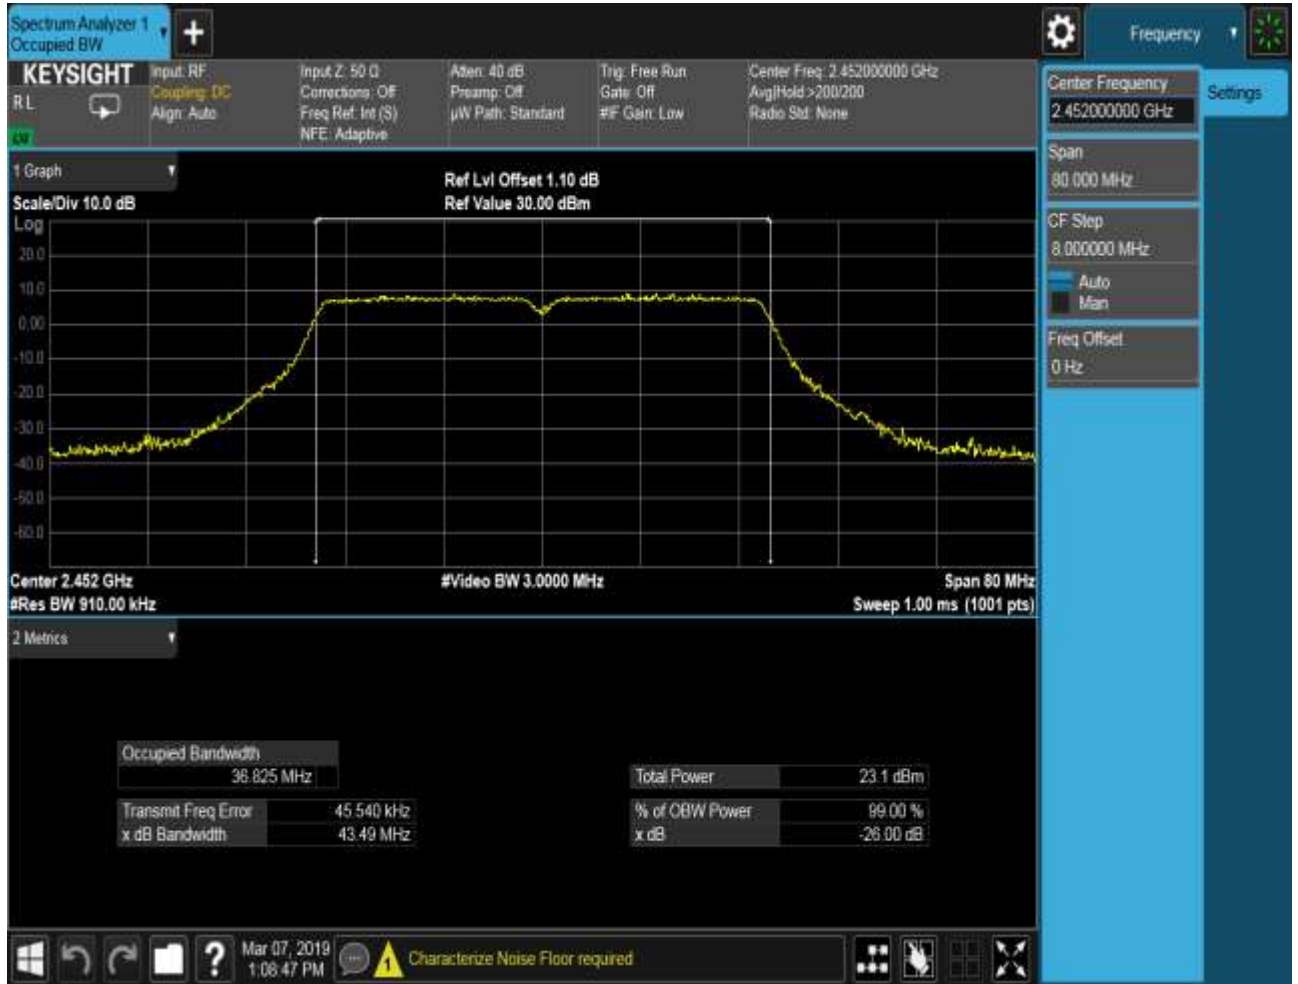 Spectrum Analyzer 1
Occupied BW
Frequency
KEYSIGHT
R L
Input: RF
Coupling: DC
Align: Auto
Input Z: 50 Ω
Corrections: Off
Freq Ref: Int (S)
NFE: Adaptive
Atten: 40 dB
Preamp: Off
µW Path: Standard
Trig: Free Run
Gate: Off
#IF Gain: Low
Center Freq: 2.452000000 GHz
Avg|Hold:>200/200
Radio Std: None
Center Frequency
2.452000000 GHz
Settings
Span
80.000 MHz
CF Step
8.000000 MHz
Auto
Man
Freq Offset
0 Hz
1 Graph
Scale/Div 10.0 dB
Ref Lvl Offset 1.10 dB
Ref Value 30.00 dBm
Log
20.0
10.0
0.00
-10.0
-20.0
-30.0
-40.0
-50.0
-60.0
Center 2.452 GHz
#Video BW 3.0000 MHz
Span 80 MHz
#Res BW 910.00 kHz
Sweep 1.00 ms (1001 pts)
2 Metrics
Occupied Bandwidth
36.825 MHz
Total Power 23.1 dBm
Transmit Freq Error 45.540 kHz
% of OBW Power 99.00 %
x dB Bandwidth 43.49 MHz
x dB -26.00 dB
?
Mar 07, 2019
1:08:47 PM
1
Characterize Noise Floor required